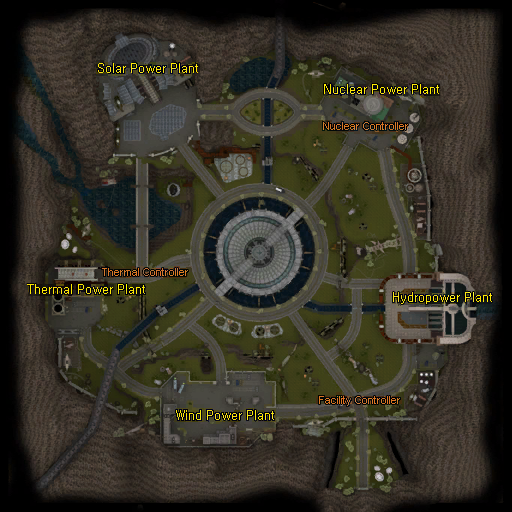 Solar Power Plant
Nuclear Power Plant
Nuclear Controller
Thermal Controller
Thermal Power Plant
Hydropower Plant
Facility Controller
Wind Power Plant